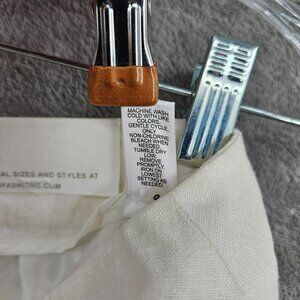 MACHINE WASH
COLD WITH LIKE
COLORS.
GENTLE CYCLE.
ONLY
NON-CHLORINE
BLEACH WHEN
NEEDED.
TUMBLE DRY
LOW.
REMOVE
PROMPTLY.
IRON ON
LOWEST
SETTING AS
NEEDED.
AL SIZES AND STYLES AT
FASHIONS.COM